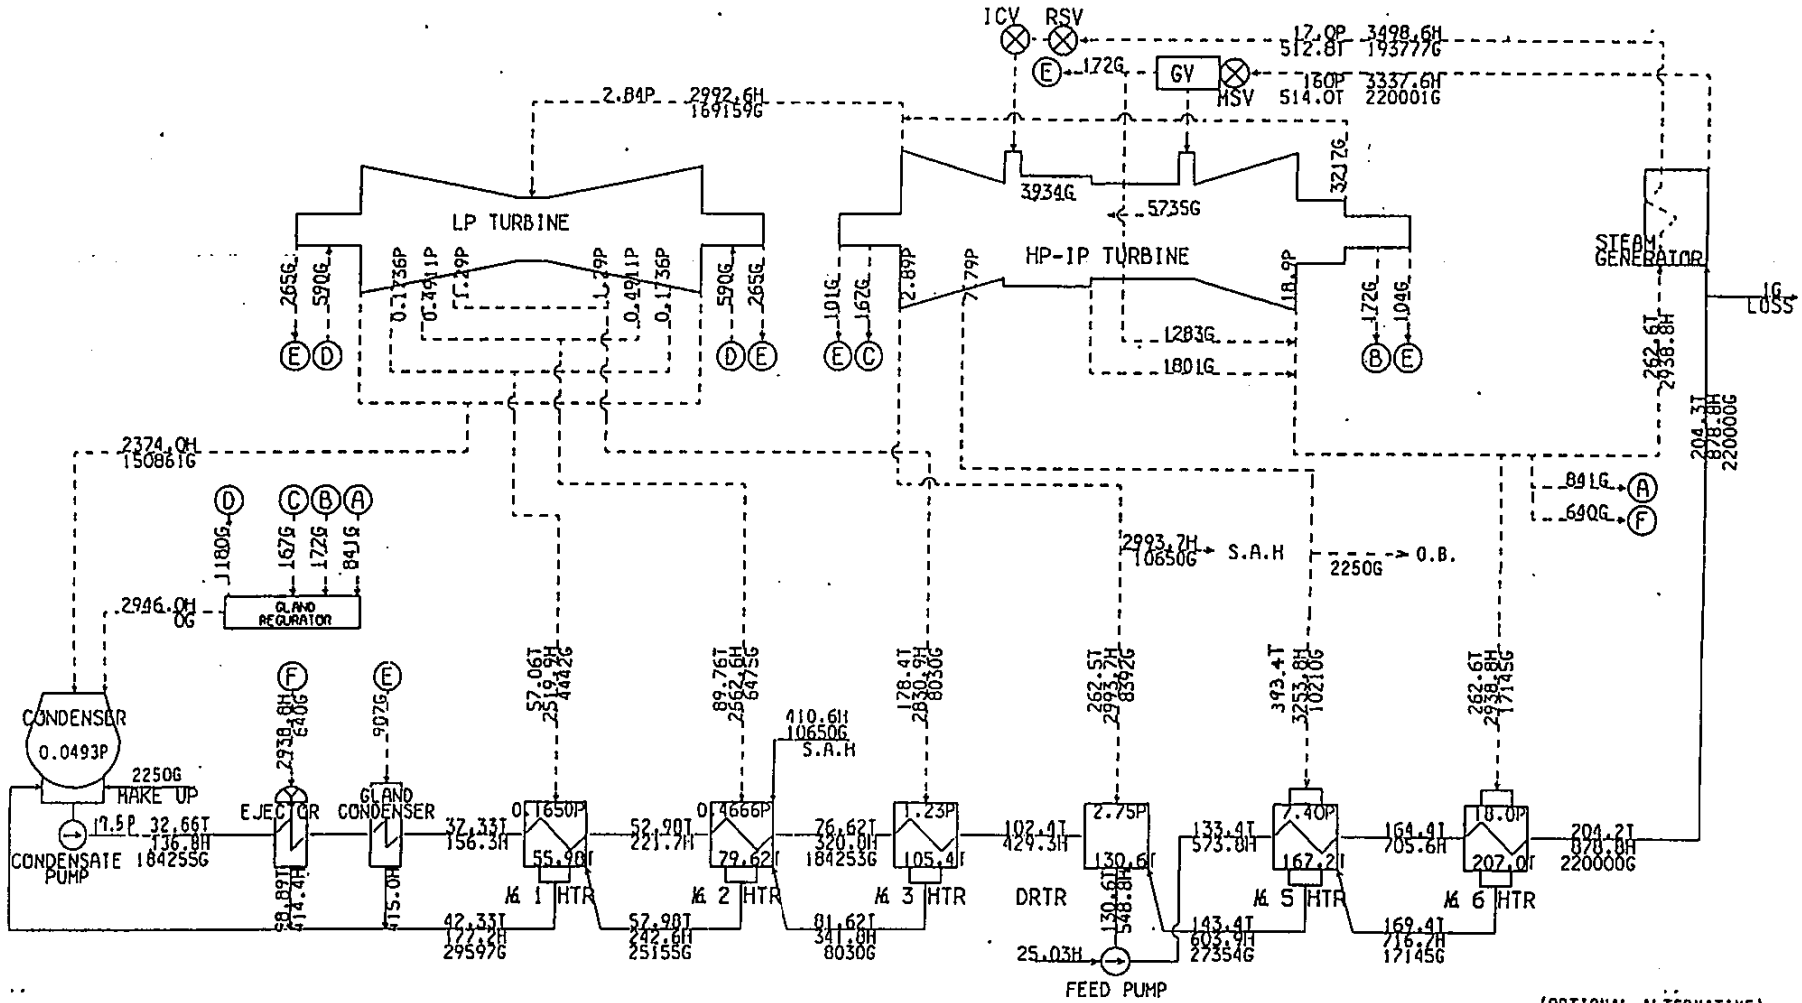 ICV RSV
17.0P 3498.6H
512.8T 193777G
E 172G GV
MSV
160P 3337.6H
514.0T 220001G
2.84P 2992.6H
169159G
3217G
3934G
5735G
LP TURBINE
HP-IP TURBINE
STEAM
GENERATOR
1G
LOSS
265G
590G
0.1736P
0.4911P
1.29P
1.29P
0.4911P
0.1736P
590G
265G
101G
167G
2.89P
7.79P
18.9P
172G
104G
E D
D E
E C
B E
1283G
1801G
262.6T
2938.8H
204.3T
878.8H
220000G
2374.0H
150861G
841G A
640G F
D C B A
1180G
167G
172G
841G
2993.7H
10650G
S.A.H
2250G
O.B.
2946.0H
0G
GLAND
REGURATOR
F
2938.8H
640G
E
907G
57.06T
2519.9H
4442G
89.76T
2662.6H
6475G
178.4T
2830.9H
8030G
262.5T
2993.7H
8392G
393.4T
3253.8H
10210G
262.6T
2938.8H
17145G
410.6H
10650G
S.A.H
CONDENSER
0.0493P
2250G
MAKE UP
EJECTOR
GLAND
CONDENSER
0.1650P
0.4666P
1.23P
2.75P
7.40P
18.0P
17.5P 32.66T
136.8H
184255G
CONDENSATE
PUMP
37.33T
156.3H
52.98T
221.7H
76.62T
320.8H
184253G
102.4T
429.3H
133.4T
573.8H
164.4T
705.6H
204.2T
878.8H
220000G
55.98T
79.62T
105.4T
130.6T
167.2T
207.0T
414.4H
415.0H
№ 1 HTR
№ 2 HTR
№ 3 HTR
DRTR
№ 5 HTR
№ 6 HTR
130.6T
548.8H
42.33T
177.2H
29597G
57.98T
242.6H
25155G
81.62T
341.8H
8030G
143.4T
603.9H
27354G
169.4T
716.7H
17145G
25.03H
FEED PUMP